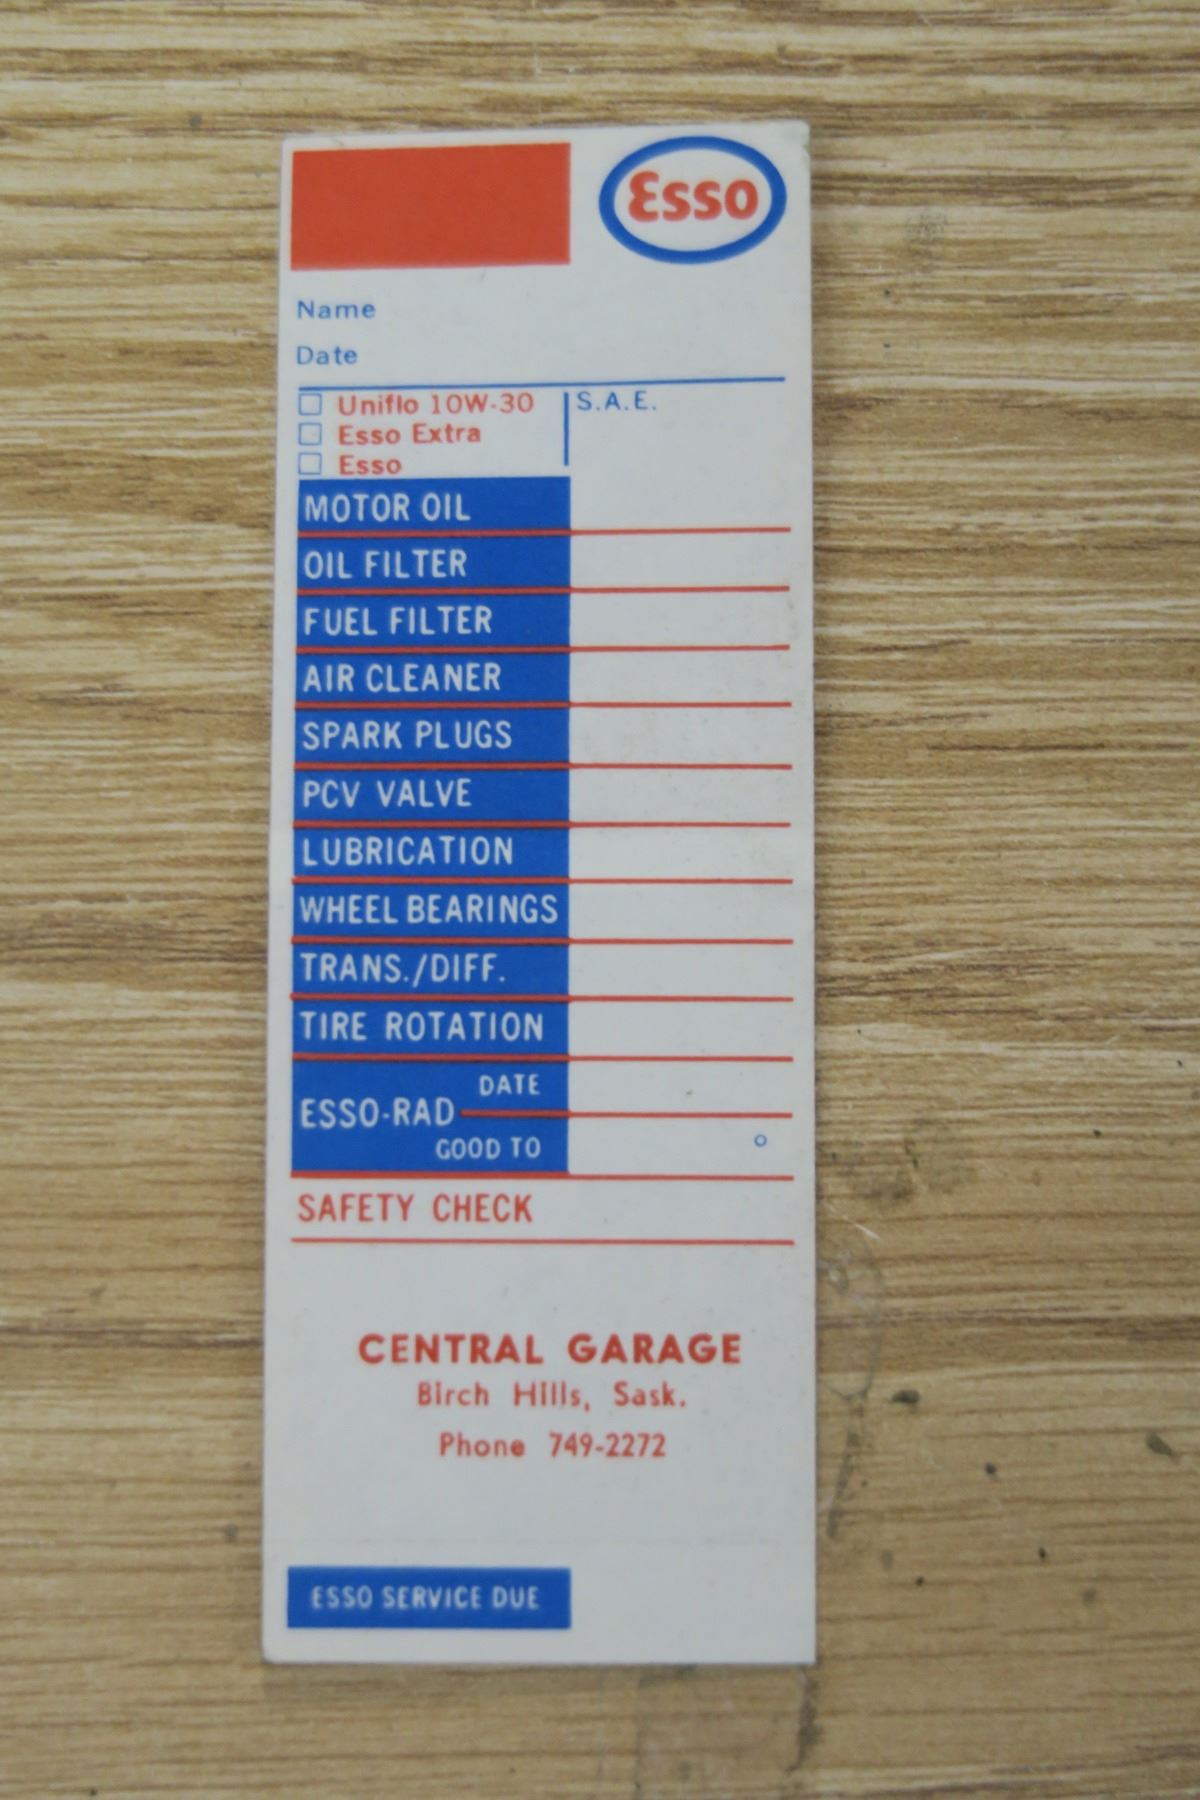 Esso
Name
Date
Uniflo 10W-30
Esso Extra
Esso
S.A.E.
MOTOR OIL
OIL FILTER
FUEL FILTER
AIR CLEANER
SPARK PLUGS
PCV VALVE
LUBRICATION
WHEEL BEARINGS
TRANS./DIFF.
TIRE ROTATION
DATE
ESSO-RAD
GOOD TO
SAFETY CHECK
CENTRAL GARAGE
Birch Hills, Sask.
Phone 749-2272
ESSO SERVICE DUE